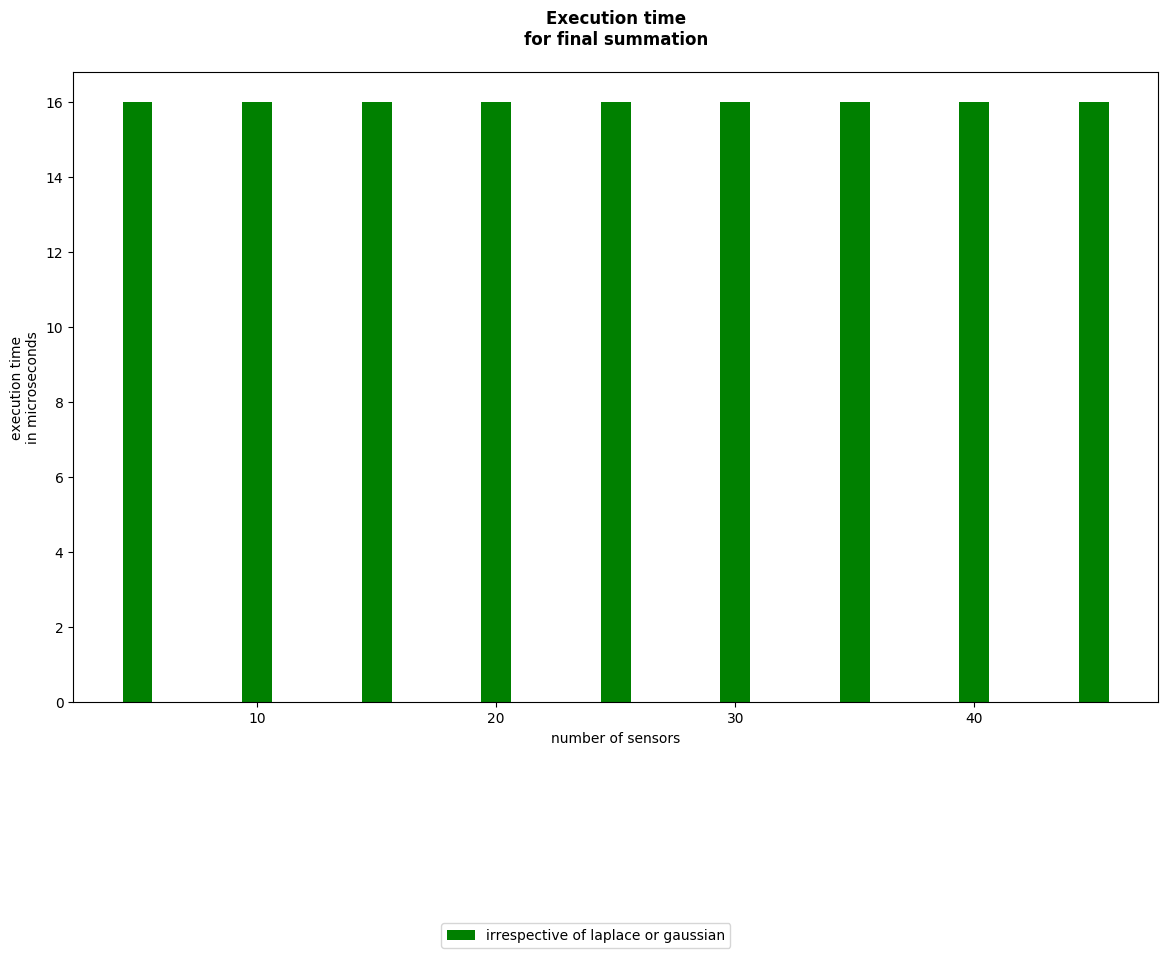 Execution time
for final summation
execution time
in microseconds
16
14
12
10
8
6
4
2
0
10
20
30
40
number of sensors
irrespective of laplace or gaussian